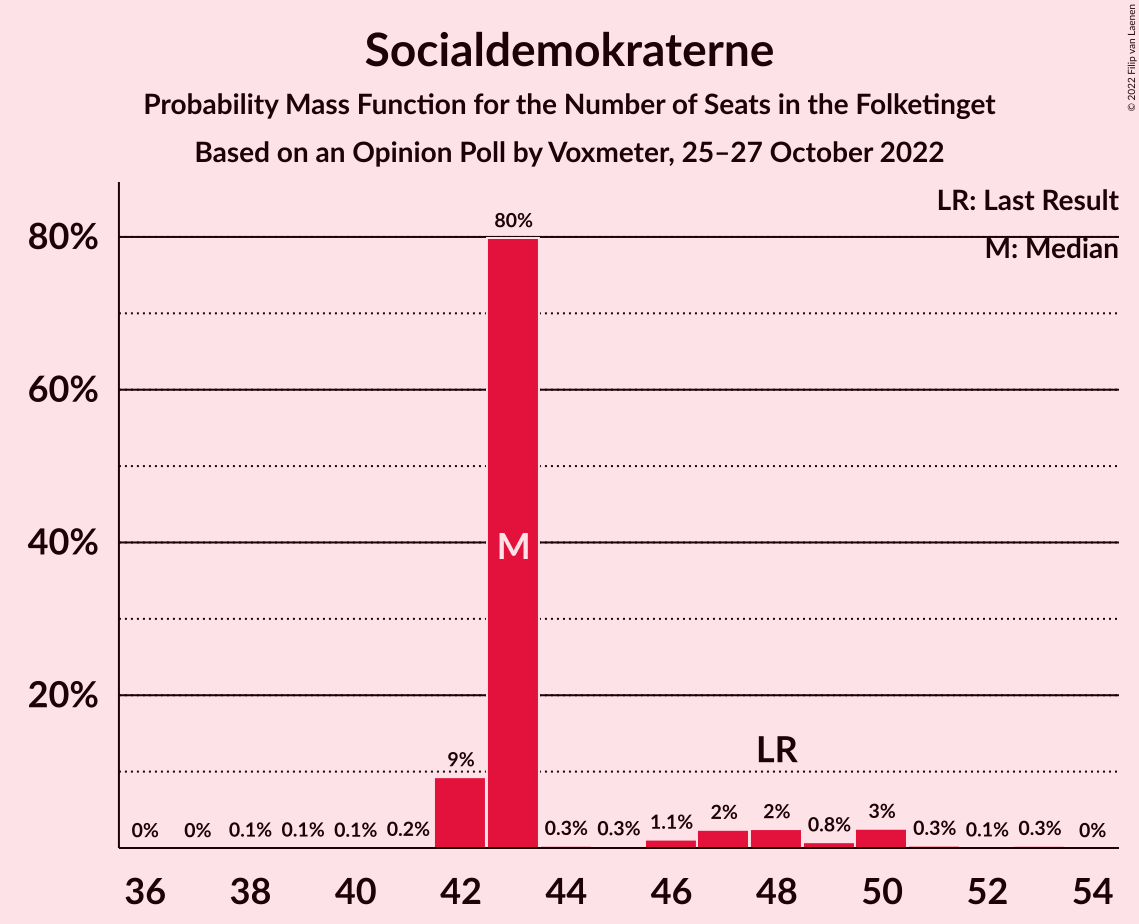 Socialdemokraterne
Probability Mass Function for the Number of Seats in the Folketinget
Based on an Opinion Poll by Voxmeter, 25–27 October 2022
© 2022 Filip van Laenen
LR: Last Result
M: Median
80%
60%
40%
20%
0% 0% 0.1% 0.1% 0.1% 0.2% 9% 80% 0.3% 0.3% 1.1% 2% 2% 0.8% 3% 0.3% 0.1% 0.3% 0%
M
LR
36 38 40 42 44 46 48 50 52 54